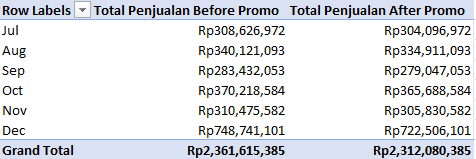 Row Labels Total Penjualan Before Promo Total Penjualan After Promo
Jul Rp308,626,972 Rp304,096,972
Aug Rp340,121,093 Rp334,911,093
Sep Rp283,432,053 Rp279,047,053
Oct Rp370,218,584 Rp365,688,584
Nov Rp310,475,582 Rp305,830,582
Dec Rp748,741,101 Rp722,506,101
Grand Total Rp2,361,615,385 Rp2,312,080,385